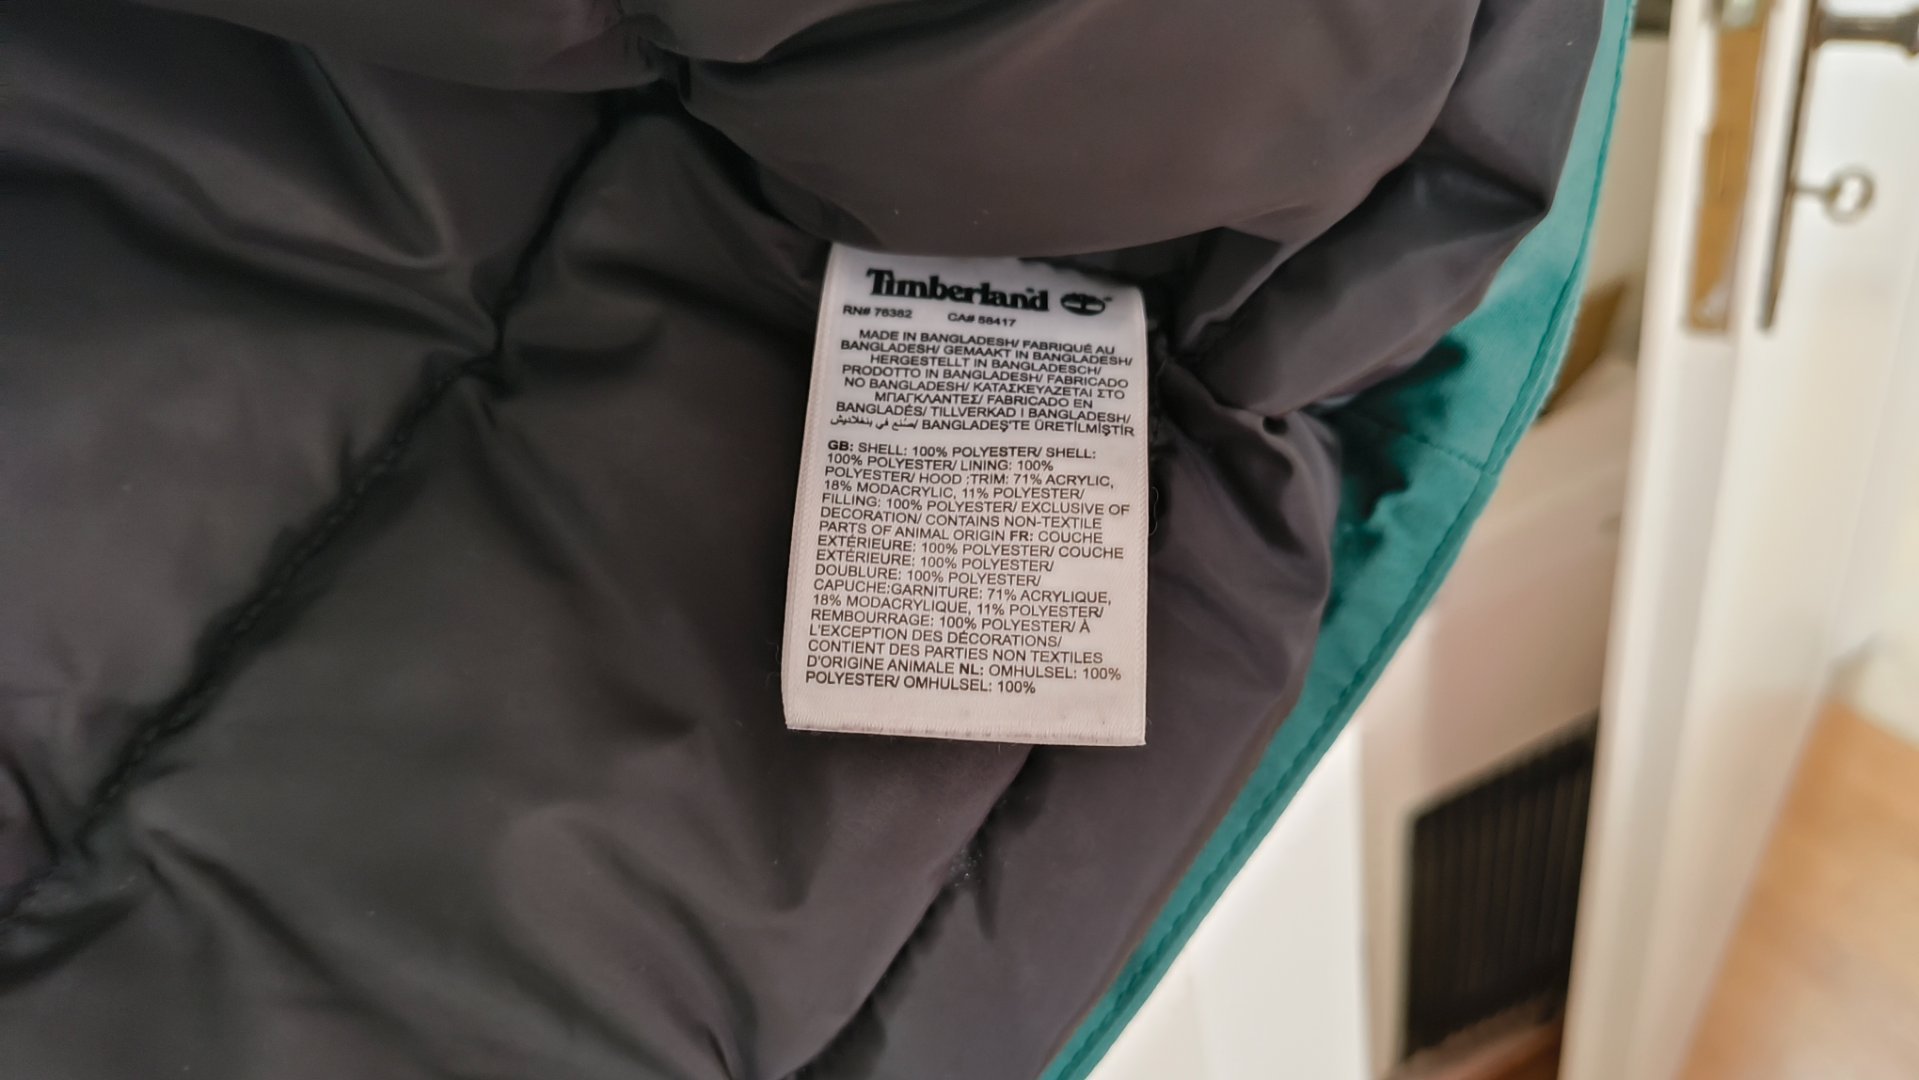 Timberland
RN# 76382 CA# 58417
MADE IN BANGLADESH/ FABRIQUÉ AU
BANGLADESH/ GEMAAKT IN BANGLADESH/
HERGESTELLT IN BANGLADESCH/
PRODOTTO IN BANGLADESH/ FABRICADO
NO BANGLADESH/ ΚΑΤΑΣΚΕΥΑΖΕΤΑΙ ΣΤΟ
ΜΠΑΓΚΛΑΝΤΕΣ/ FABRICADO EN
BANGLADÉS/ TILLVERKAD I BANGLADESH/
صُنع في بنغلاديش/ BANGLADEŞ'TE ÜRETİLMİŞTİR
GB: SHELL: 100% POLYESTER/ SHELL:
100% POLYESTER/ LINING: 100%
POLYESTER/ HOOD :TRIM: 71% ACRYLIC,
18% MODACRYLIC, 11% POLYESTER/
FILLING: 100% POLYESTER/ EXCLUSIVE OF
DECORATION/ CONTAINS NON-TEXTILE
PARTS OF ANIMAL ORIGIN FR: COUCHE
EXTÉRIEURE: 100% POLYESTER/ COUCHE
EXTÉRIEURE: 100% POLYESTER/
DOUBLURE: 100% POLYESTER/
CAPUCHE:GARNITURE: 71% ACRYLIQUE,
18% MODACRYLIQUE, 11% POLYESTER/
REMBOURRAGE: 100% POLYESTER/ À
L'EXCEPTION DES DÉCORATIONS/
CONTIENT DES PARTIES NON TEXTILES
D'ORIGINE ANIMALE NL: OMHULSEL: 100%
POLYESTER/ OMHULSEL: 100%